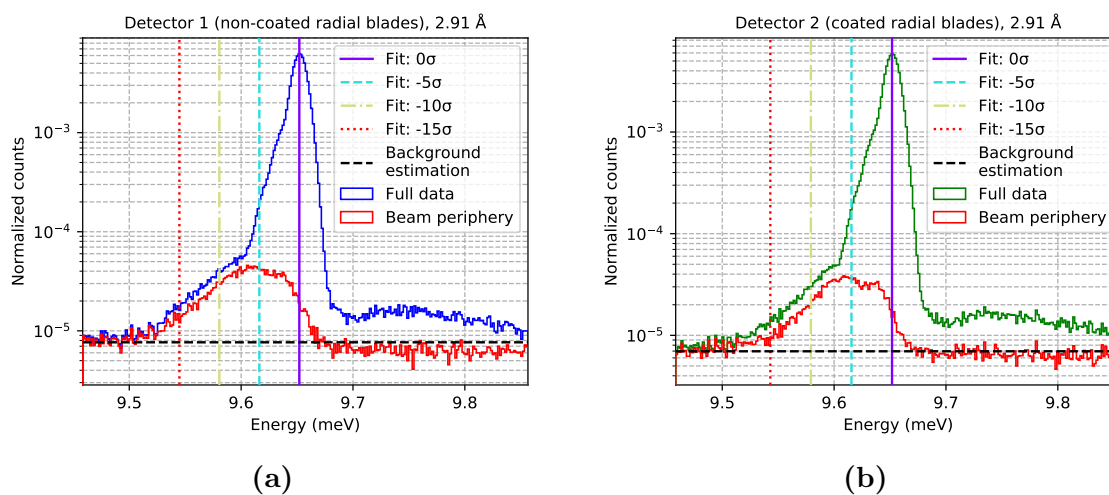 Detector 1 (non-coated radial blades), 2.91 Å
Normalized counts
10⁻³
10⁻⁴
10⁻⁵
Fit: 0σ
Fit: -5σ
Fit: -10σ
Fit: -15σ
Background
estimation
Full data
Beam periphery
9.5 9.6 9.7 9.8
Energy (meV)
(a)
Detector 2 (coated radial blades), 2.91 Å
Normalized counts
10⁻³
10⁻⁴
10⁻⁵
Fit: 0σ
Fit: -5σ
Fit: -10σ
Fit: -15σ
Background
estimation
Full data
Beam periphery
9.5 9.6 9.7 9.8
Energy (meV)
(b)